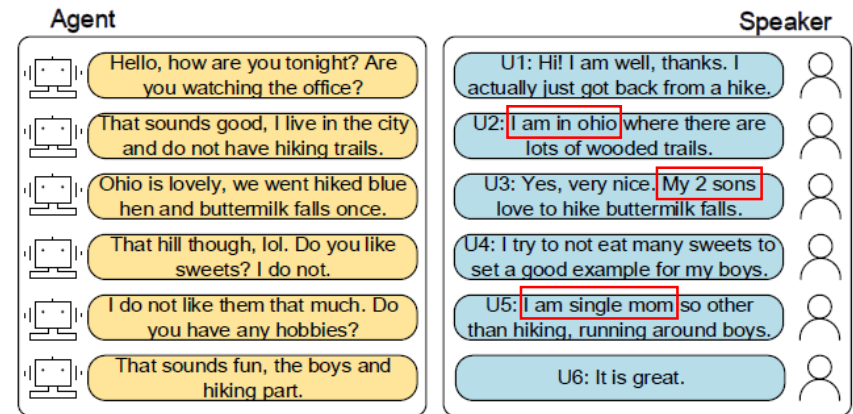 Agent
Speaker
Hello, how are you tonight? Are
you watching the office?
U1: Hi! I am well, thanks. I
actually just got back from a hike.
That sounds good, I live in the city
and do not have hiking trails.
U2: I am in ohio where there are
lots of wooded trails.
Ohio is lovely, we went hiked blue
hen and buttermilk falls once.
U3: Yes, very nice. My 2 sons
love to hike buttermilk falls.
That hill though, lol. Do you like
sweets? I do not.
U4: I try to not eat many sweets to
set a good example for my boys.
I do not like them that much. Do
you have any hobbies?
U5: I am single mom so other
than hiking, running around boys.
That sounds fun, the boys and
hiking part.
U6: It is great.